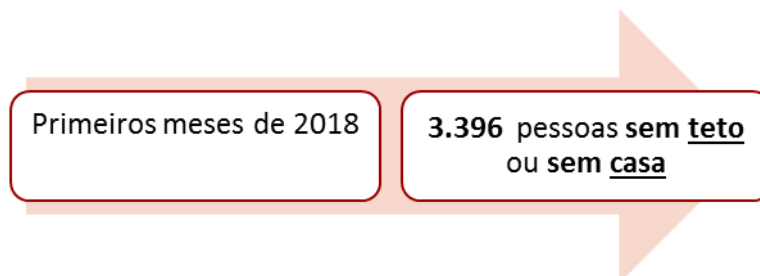 Primeiros meses de 2018
3.396 pessoas sem teto
ou sem casa